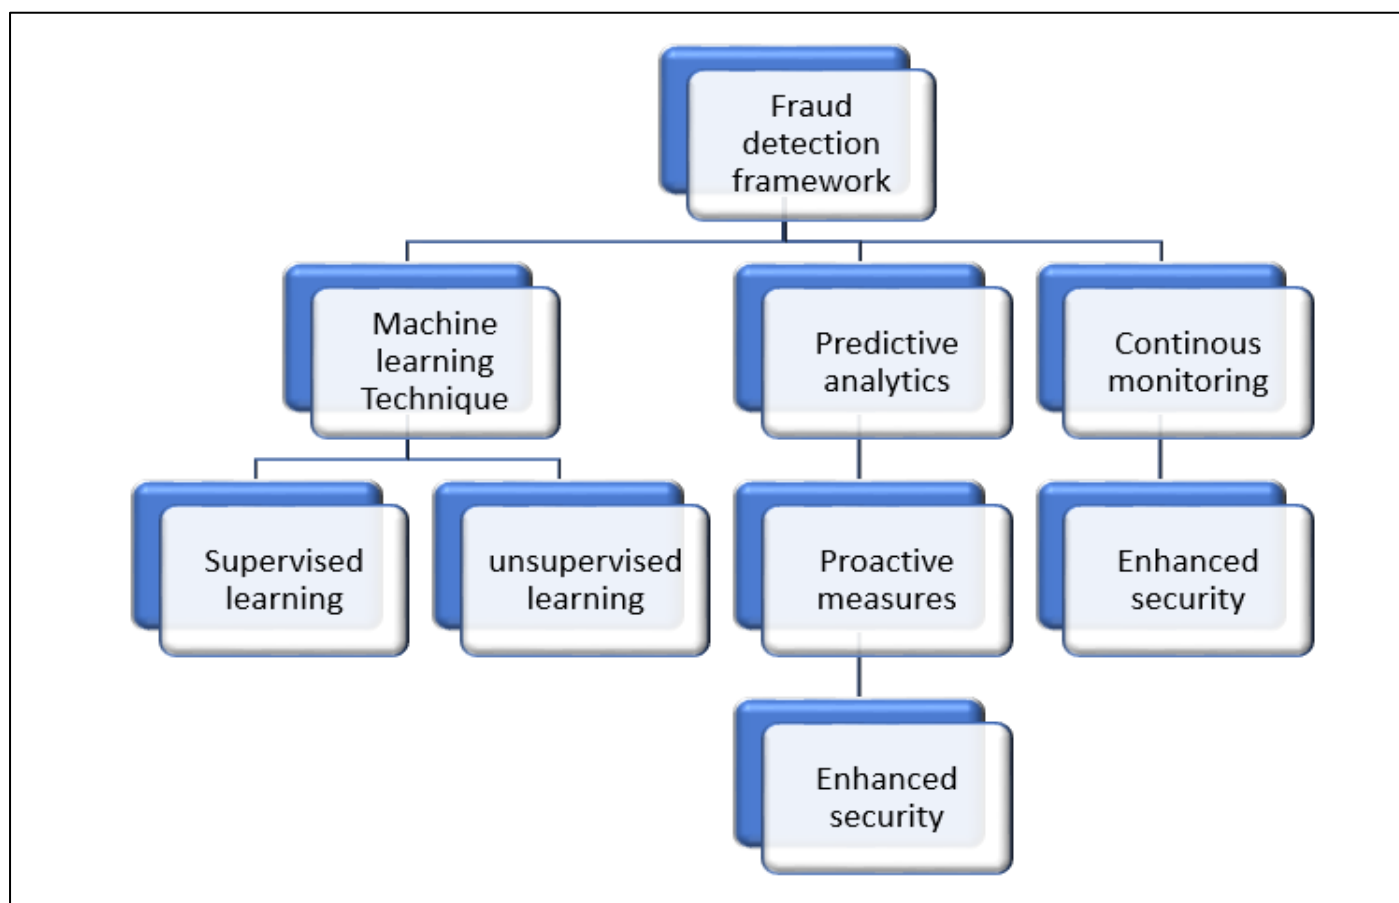 Fraud
detection
framework
Machine
learning
Technique
Predictive
analytics
Continous
monitoring
Supervised
learning
unsupervised
learning
Proactive
measures
Enhanced
security
Enhanced
security